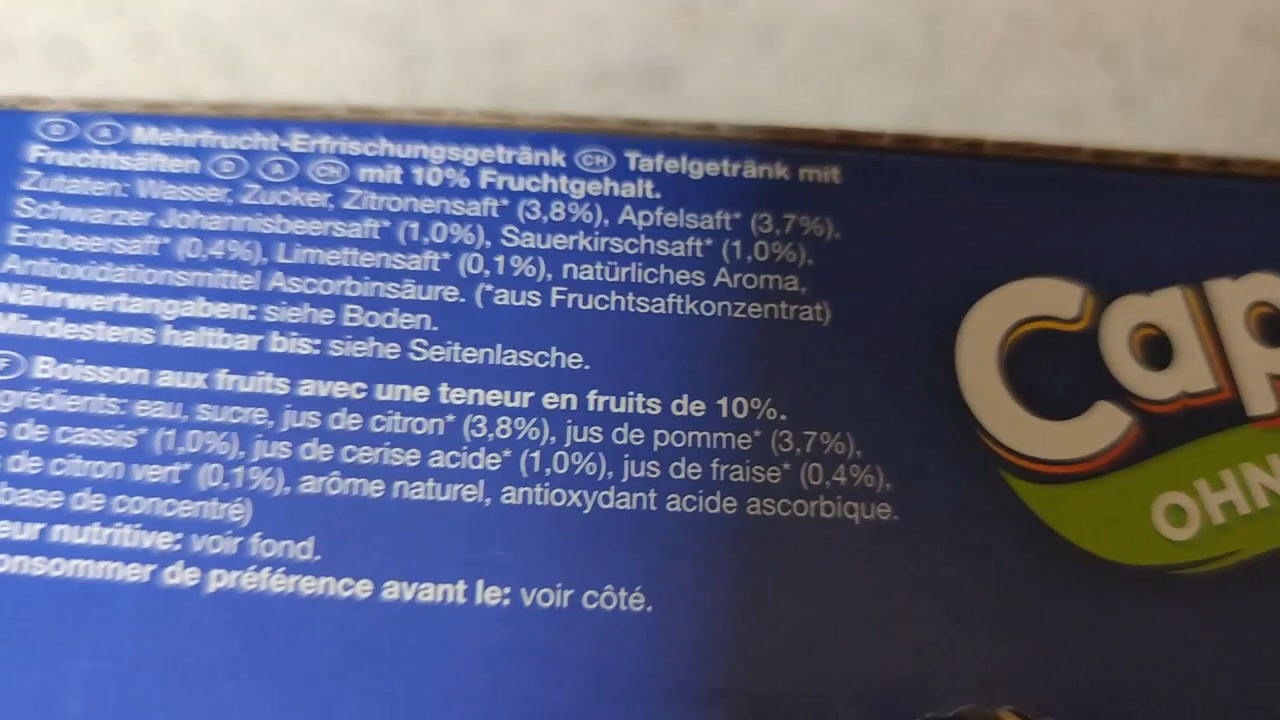 D A Mehrfrucht-Erfrischungsgetränk CH Tafelgetränk mit
Fruchtsäften D A CH mit 10% Fruchtgehalt.
Zutaten: Wasser, Zucker, Zitronensaft* (3,8%), Apfelsaft* (3,7%),
Schwarzer Johannisbeersaft* (1,0%), Sauerkirschsaft* (1,0%),
Erdbeersaft* (0,4%), Limettensaft* (0,1%), natürliches Aroma,
Antioxidationsmittel Ascorbinsäure. (*aus Fruchtsaftkonzentrat)
Nährwertangaben: siehe Boden.
Mindestens haltbar bis: siehe Seitenlasche.
F Boisson aux fruits avec une teneur en fruits de 10%.
grédients: eau, sucre, jus de citron* (3,8%), jus de pomme* (3,7%),
s de cassis* (1,0%), jus de cerise acide* (1,0%), jus de fraise* (0,4%),
de citron vert* (0,1%), arôme naturel, antioxydant acide ascorbique.
base de concentré)
eur nutritive: voir fond.
onsommer de préférence avant le: voir côté.
Cap
OHN